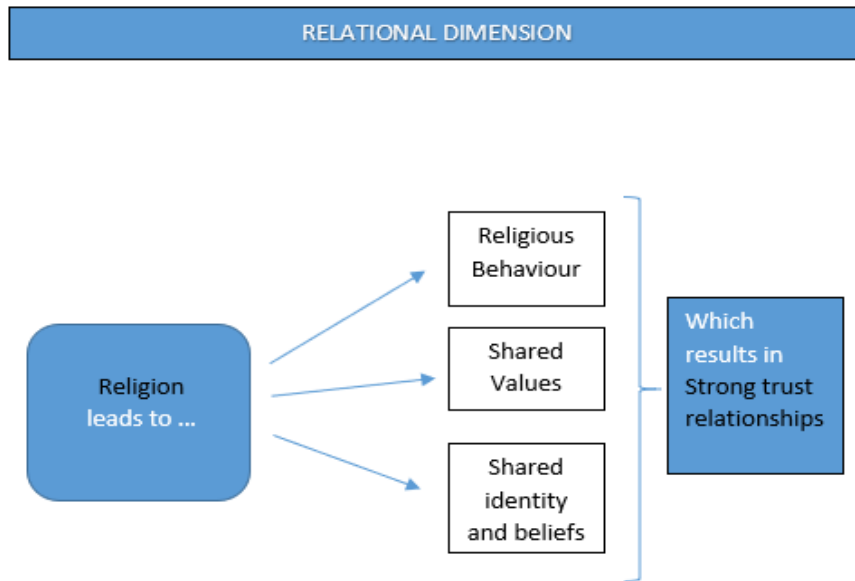 RELATIONAL DIMENSION
Religion
leads to ...
Religious
Behaviour
Shared
Values
Shared
identity
and beliefs
Which
results in
Strong trust
relationships